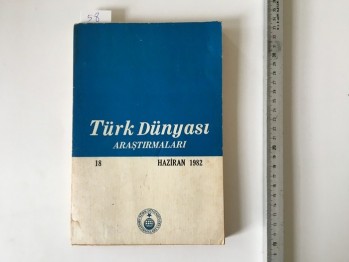 Türk Dünyası
ARAŞTIRMALARI
18 HAZİRAN 1982